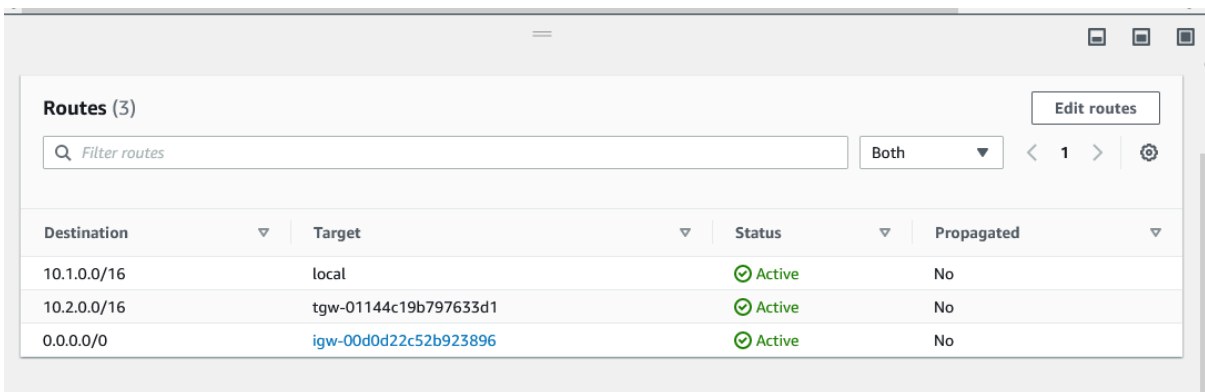 Routes (3)
Edit routes
Filter routes
Both
1
Destination Target Status Propagated
10.1.0.0/16 local Active No
10.2.0.0/16 tgw-01144c19b797633d1 Active No
0.0.0.0/0 igw-00d0d22c52b923896 Active No